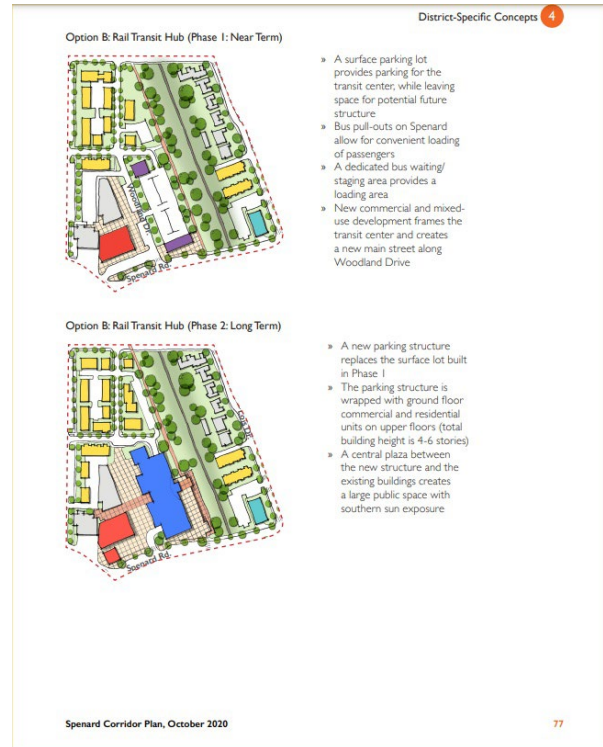 District-Specific Concepts 4
Option B: Rail Transit Hub (Phase 1: Near Term)
» A surface parking lot
provides parking for the
transit center, while leaving
space for potential future
structure
» Bus pull-outs on Spenard
allow for convenient loading
of passengers
» A dedicated bus waiting/
staging area provides a
loading area
» New commercial and mixed-
use development frames the
transit center and creates
a new main street along
Woodland Drive
Woodland Dr.
Spenard Rd.
Option B: Rail Transit Hub (Phase 2: Long Term)
» A new parking structure
replaces the surface lot built
in Phase 1
» The parking structure is
wrapped with ground floor
commercial and residential
units on upper floors (total
building height is 4-6 stories)
» A central plaza between
the new structure and the
existing buildings creates
a large public space with
southern sun exposure
Spenard Rd.
Spenard Corridor Plan, October 2020
77